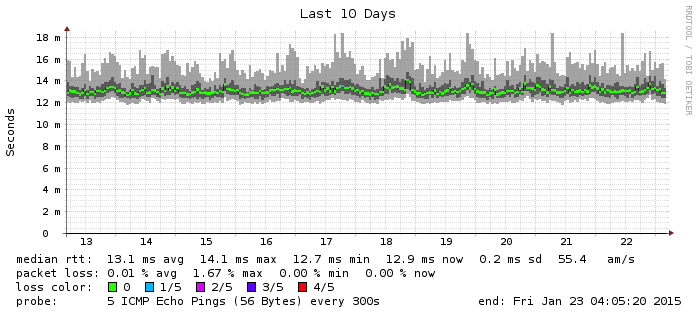 Last 10 Days
RRDTOOL / TOBI OETIKER
Seconds
18 m
16 m
14 m
12 m
10 m
8 m
6 m
4 m
2 m
0
13 14 15 16 17 18 19 20 21 22
median rtt: 13.1 ms avg 14.1 ms max 12.7 ms min 12.9 ms now 0.2 ms sd 55.4 am/s
packet loss: 0.01 % avg 1.67 % max 0.00 % min 0.00 % now
loss color: 0 1/5 2/5 3/5 4/5
probe: 5 ICMP Echo Pings (56 Bytes) every 300s end: Fri Jan 23 04:05:20 2015